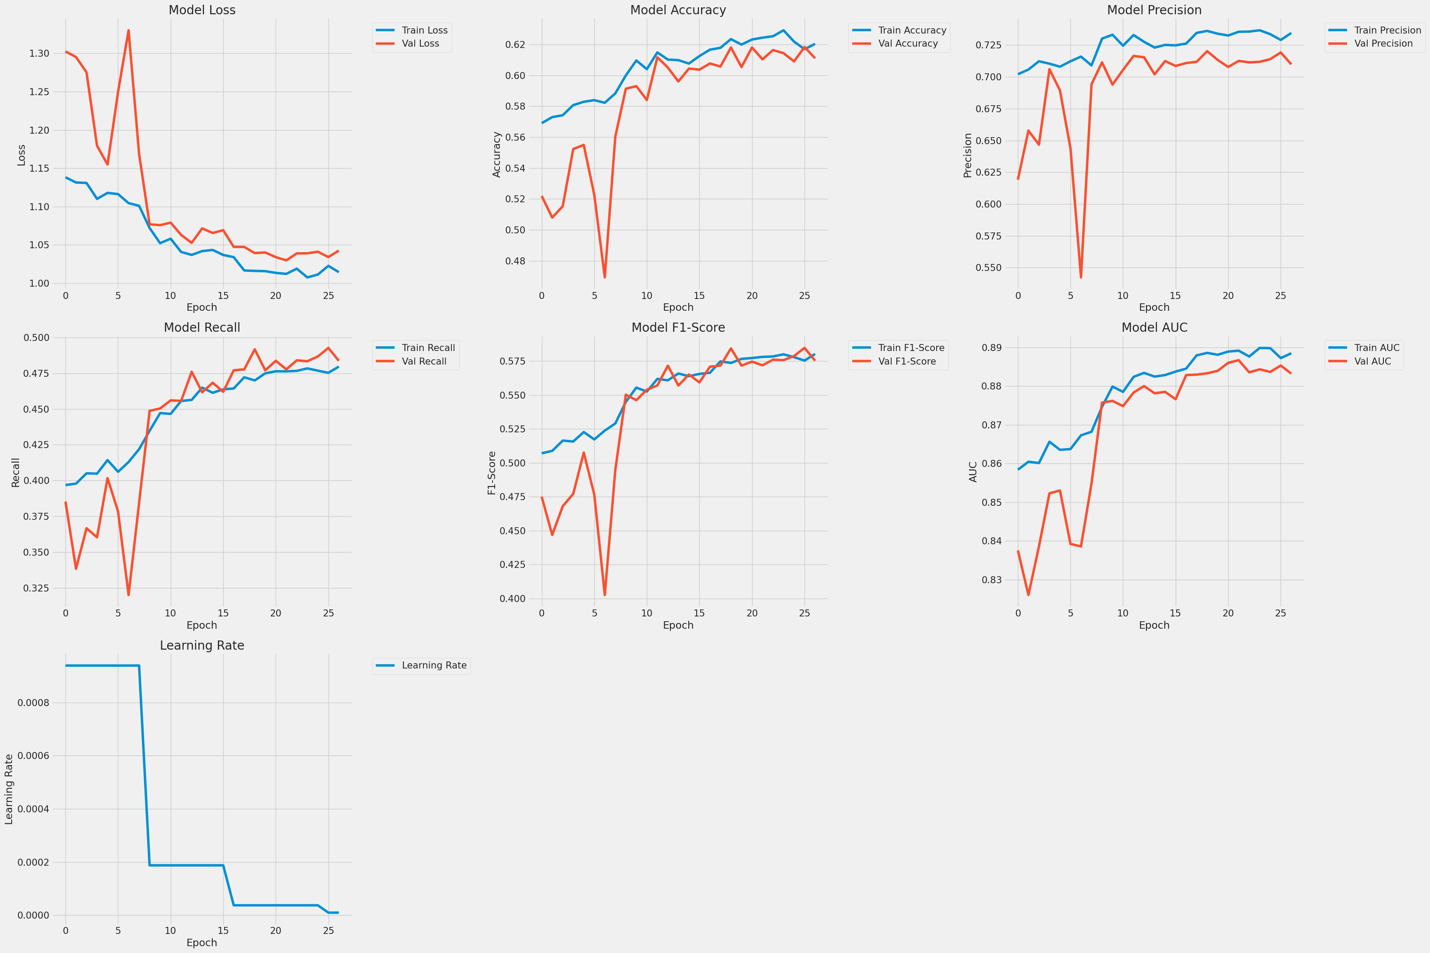 Model Loss
Train Loss
Val Loss
1.30
1.25
1.20
1.15
1.10
1.05
1.00
Loss
0 5 10 15 20 25
Epoch
Model Accuracy
Train Accuracy
Val Accuracy
0.62
0.60
0.58
0.56
0.54
0.52
0.50
0.48
Accuracy
0 5 10 15 20 25
Epoch
Model Precision
Train Precision
Val Precision
0.725
0.700
0.675
0.650
0.625
0.600
0.575
0.550
Precision
0 5 10 15 20 25
Epoch
Model Recall
Train Recall
Val Recall
0.500
0.475
0.450
0.425
0.400
0.375
0.350
0.325
Recall
0 5 10 15 20 25
Epoch
Model F1-Score
Train F1-Score
Val F1-Score
0.575
0.550
0.525
0.500
0.475
0.450
0.425
0.400
F1-Score
0 5 10 15 20 25
Epoch
Model AUC
Train AUC
Val AUC
0.89
0.88
0.87
0.86
0.85
0.84
0.83
AUC
0 5 10 15 20 25
Epoch
Learning Rate
Learning Rate
0.0008
0.0006
0.0004
0.0002
0.0000
Learning Rate
0 5 10 15 20 25
Epoch